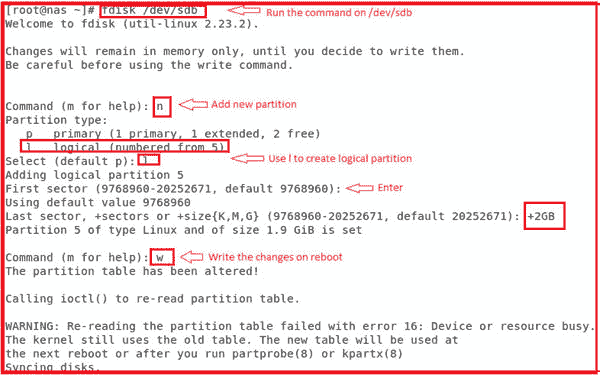 [root@nas ~]# fdisk /dev/sdb Run the command on /dev/sdb
Welcome to fdisk (util-linux 2.23.2).
Changes will remain in memory only, until you decide to write them.
Be careful before using the write command.
Command (m for help): n Add new partition
Partition type:
p primary (1 primary, 1 extended, 2 free)
l logical (numbered from 5)
Select (default p): l Use l to create logical partition
Adding logical partition 5
First sector (9768960-20252671, default 9768960): Enter
Using default value 9768960
Last sector, +sectors or +size{K,M,G} (9768960-20252671, default 20252671): +2GB
Partition 5 of type Linux and of size 1.9 GiB is set
Command (m for help): w Write the changes on reboot
The partition table has been altered!
Calling ioctl() to re-read partition table.
WARNING: Re-reading the partition table failed with error 16: Device or resource busy.
The kernel still uses the old table. The new table will be used at
the next reboot or after you run partprobe(8) or kpartx(8)
Syncing disks.